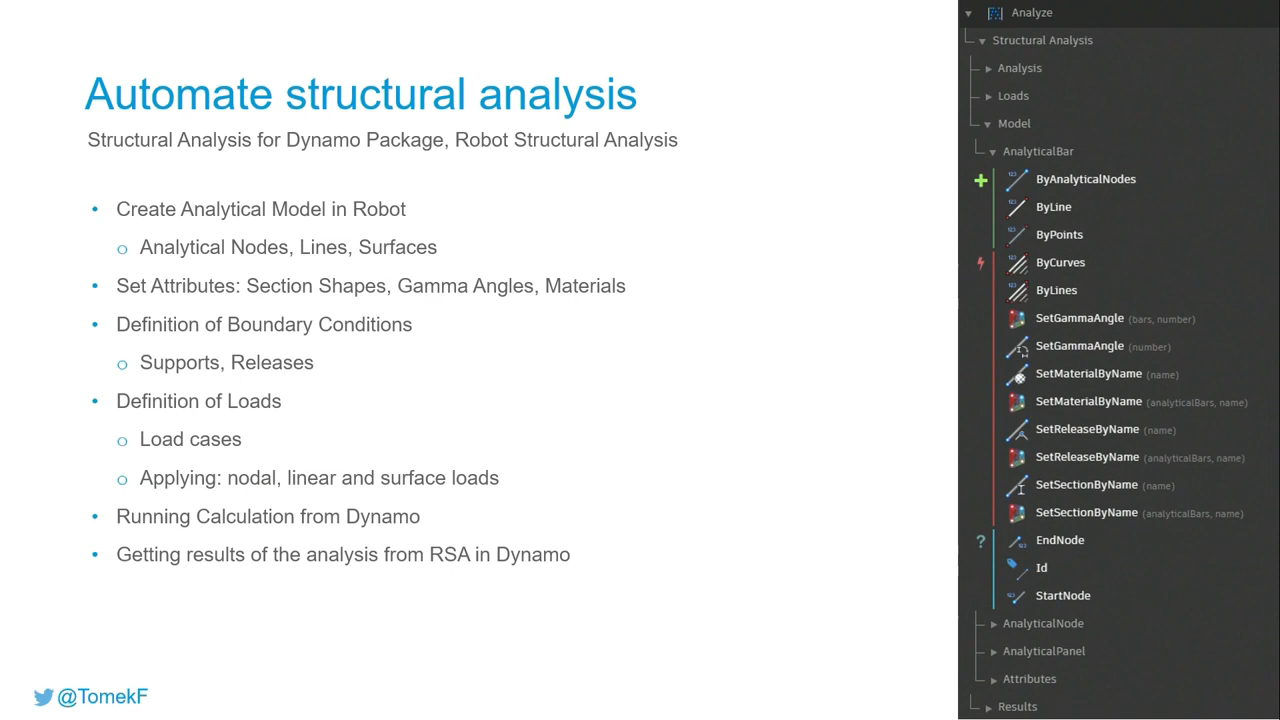 Automate structural analysis
Structural Analysis for Dynamo Package, Robot Structural Analysis
• Create Analytical Model in Robot
o Analytical Nodes, Lines, Surfaces
• Set Attributes: Section Shapes, Gamma Angles, Materials
• Definition of Boundary Conditions
o Supports, Releases
• Definition of Loads
o Load cases
o Applying: nodal, linear and surface loads
• Running Calculation from Dynamo
• Getting results of the analysis from RSA in Dynamo
@TomekF
Analyze
Structural Analysis
Analysis
Loads
Model
AnalyticalBar
ByAnalyticalNodes
ByLine
ByPoints
ByCurves
ByLines
SetGammaAngle (bars, number)
SetGammaAngle (number)
SetMaterialByName (name)
SetMaterialByName (analyticalBars, name)
SetReleaseByName (name)
SetReleaseByName (analyticalBars, name)
SetSectionByName (name)
SetSectionByName (analyticalBars, name)
? EndNode
Id
StartNode
AnalyticalNode
AnalyticalPanel
Attributes
Results